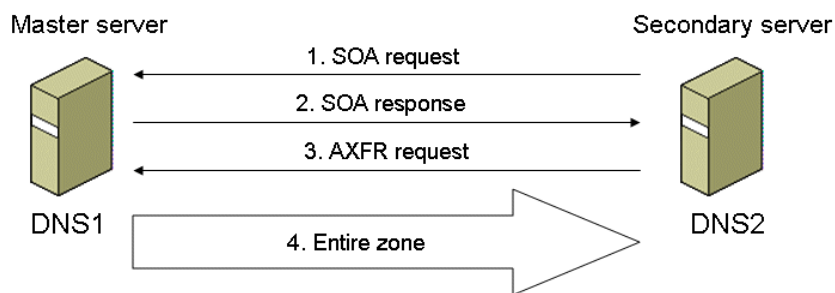 Master server
Secondary server
1. SOA request
2. SOA response
3. AXFR request
DNS1
DNS2
4. Entire zone